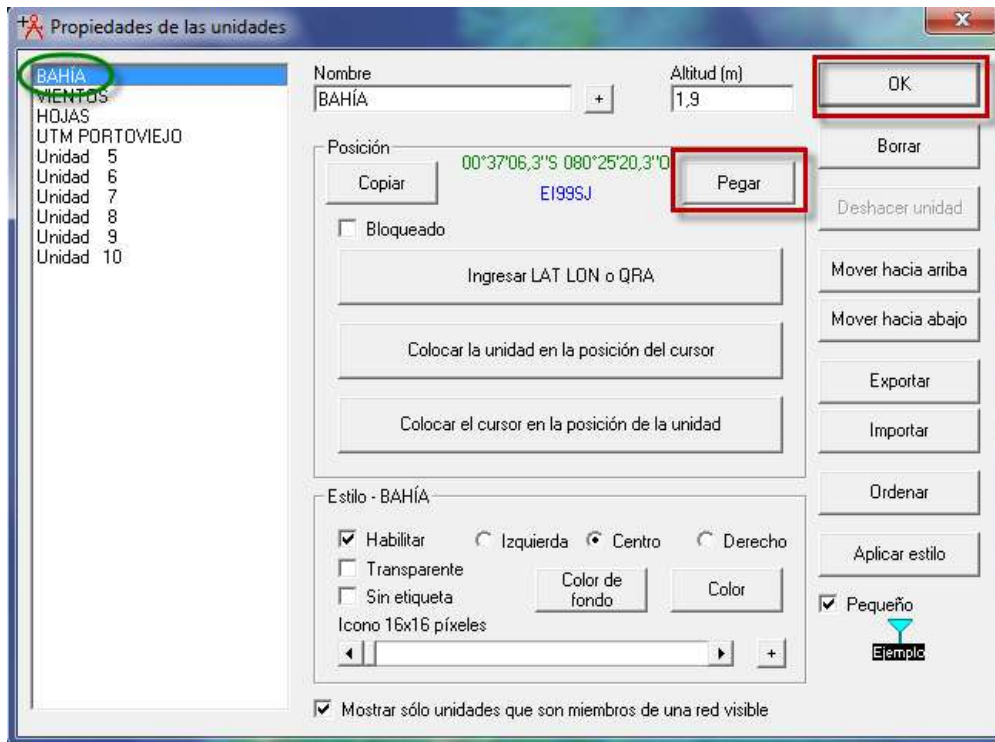 Propiedades de las unidades
x
BAHÍA
VIENTOS
HOJAS
UTM PORTOVIEJO
Unidad 5
Unidad 6
Unidad 7
Unidad 8
Unidad 9
Unidad 10
Nombre
BAHÍA
+
Altitud (m)
1,9
Posición
Copiar
00°37'06,3''S 080°25'20,3''O
EI99SJ
Pegar
Bloqueado
Ingresar LAT LON o QRA
Colocar la unidad en la posición del cursor
Colocar el cursor en la posición de la unidad
Estilo - BAHÍA
Habilitar
Izquierda
Centro
Derecho
Transparente
Sin etiqueta
Color de
fondo
Color
Icono 16x16 píxeles
+
Mostrar sólo unidades que son miembros de una red visible
OK
Borrar
Deshacer unidad
Mover hacia arriba
Mover hacia abajo
Exportar
Importar
Ordenar
Aplicar estilo
Pequeño
Ejemplo